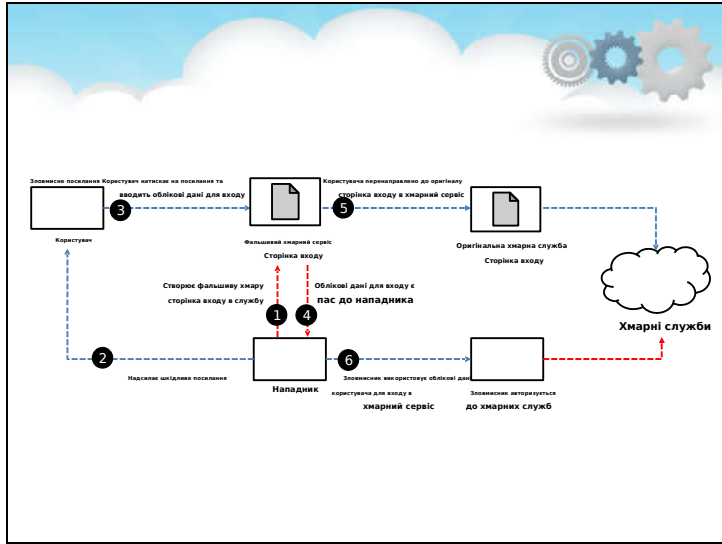 Зловмисне посилання Користувач натискає на посилання та
вводить облікові дані для входу
3
Користувач
Користувача перенаправлено до оригіналу
сторінка входу в хмарний сервіс
5
Фальшивий хмарний сервіс
Сторінка входу
Оригінальна хмарна служба
Сторінка входу
Створює фальшиву хмару
сторінка входу в службу
1
Облікові дані для входу є
пас до нападника
4
Хмарні служби
2
Надсилає шкідливе посилання
Нападник
6
Зловмисник використовує облікові дані
користувача для входу в
хмарний сервіс
Зловмисник авторизується
до хмарних служб